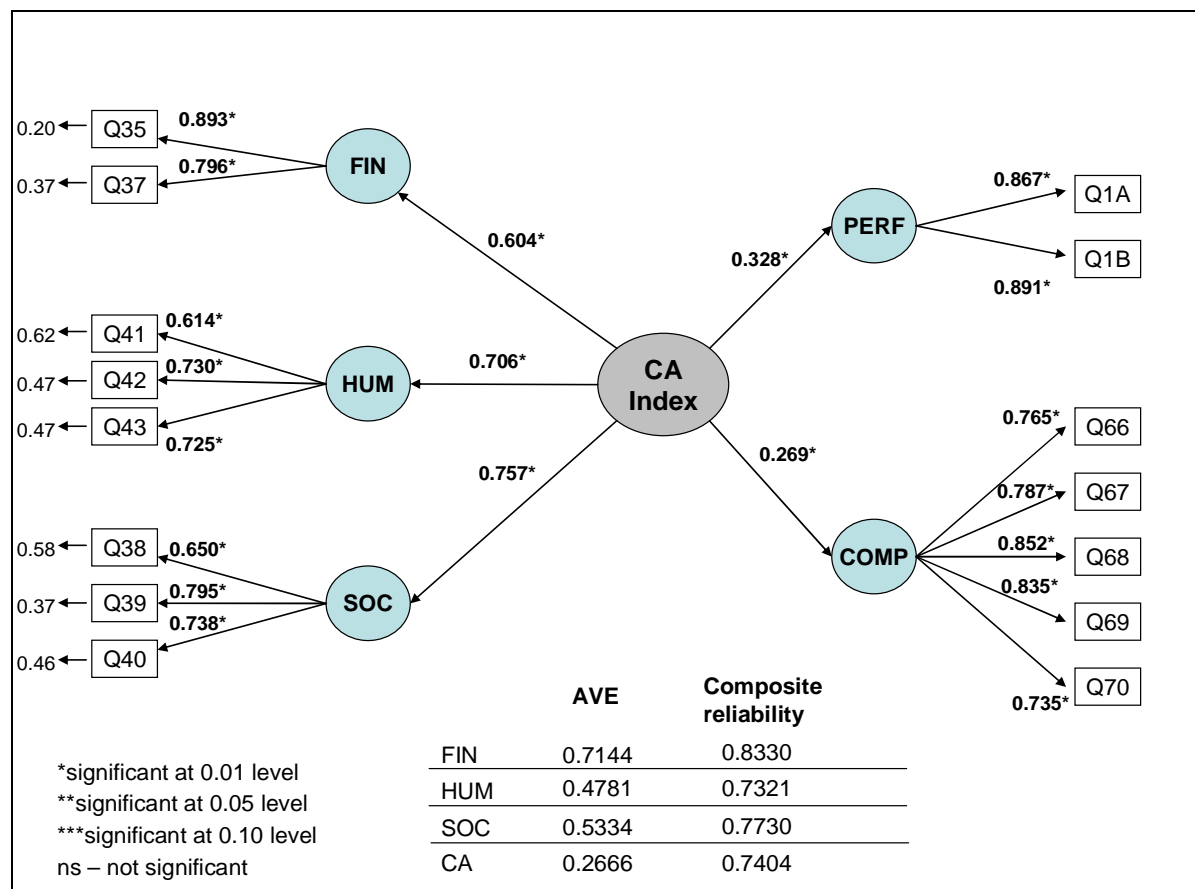 0.20
Q35
0.893*
FIN
0.37
Q37
0.796*
0.604*
0.867*
Q1A
PERF
0.328*
Q1B
0.891*
0.62
Q41
0.614*
0.47
Q42
0.730*
HUM
0.706*
0.47
Q43
0.725*
CA
Index
0.757*
0.269*
0.765*
Q66
0.787*
Q67
COMP
0.852*
Q68
0.835*
Q69
0.735*
Q70
0.58
Q38
0.650*
0.37
Q39
0.795*
SOC
0.46
Q40
0.738*
AVE
Composite
reliability
FIN 0.7144 0.8330
HUM 0.4781 0.7321
SOC 0.5334 0.7730
CA 0.2666 0.7404
*significant at 0.01 level
**significant at 0.05 level
***significant at 0.10 level
ns – not significant